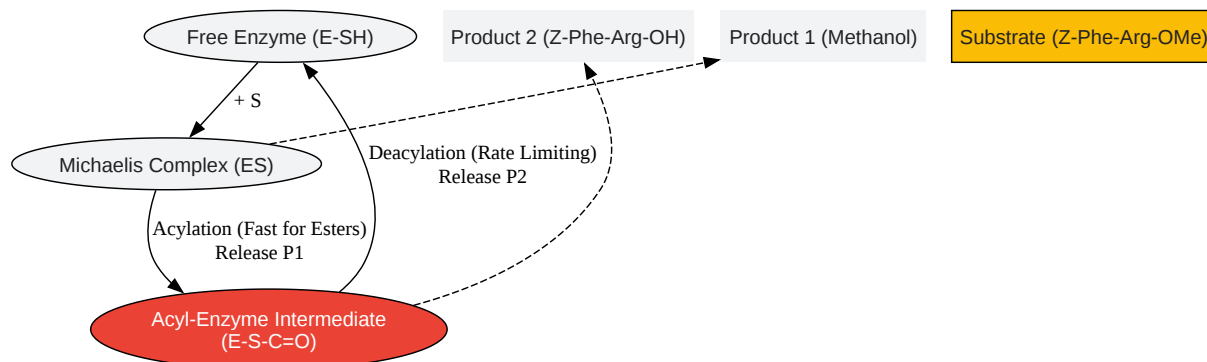 Free Enzyme (E-SH)
Product 2 (Z-Phe-Arg-OH)
Product 1 (Methanol)
Substrate (Z-Phe-Arg-OMe)
+ S
Michaelis Complex (ES)
Deacylation (Rate Limiting)
Release P2
Acylation (Fast for Esters)
Release P1
Acyl-Enzyme Intermediate
(E-S-C=O)